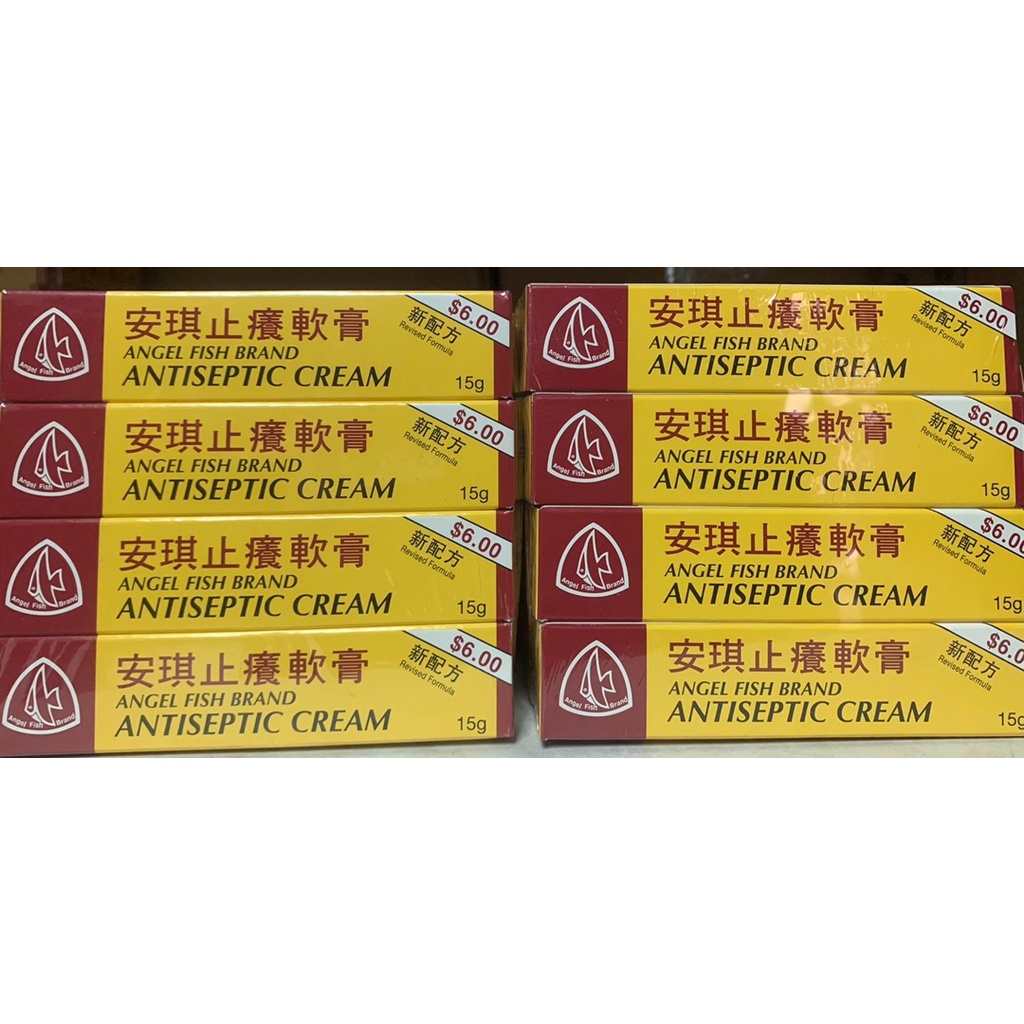 Angel Fish Brand
安琪止癢軟膏
ANGEL FISH BRAND
ANTISEPTIC CREAM
$6.00
新配方
Revised Formula
15g
Angel Fish Brand
安琪止癢軟膏
ANGEL FISH BRAND
ANTISEPTIC CREAM
$6.00
新配方
Revised Formula
15g
Angel Fish Brand
安琪止癢軟膏
ANGEL FISH BRAND
ANTISEPTIC CREAM
$6.00
新配方
Revised Formula
15g
Angel Fish Brand
安琪止癢軟膏
ANGEL FISH BRAND
ANTISEPTIC CREAM
$6.00
新配方
Revised Formula
15g
Angel Fish Brand
安琪止癢軟膏
ANGEL FISH BRAND
ANTISEPTIC CREAM
$6.00
新配方
Revised Formula
15g
Angel Fish Brand
安琪止癢軟膏
ANGEL FISH BRAND
ANTISEPTIC CREAM
$6.00
新配方
Revised Formula
15g
Angel Fish Brand
安琪止癢軟膏
ANGEL FISH BRAND
ANTISEPTIC CREAM
$6.00
新配方
Revised Formula
15g
Angel Fish Brand
安琪止癢軟膏
ANGEL FISH BRAND
ANTISEPTIC CREAM
$6.00
新配方
Revised Formula
15g